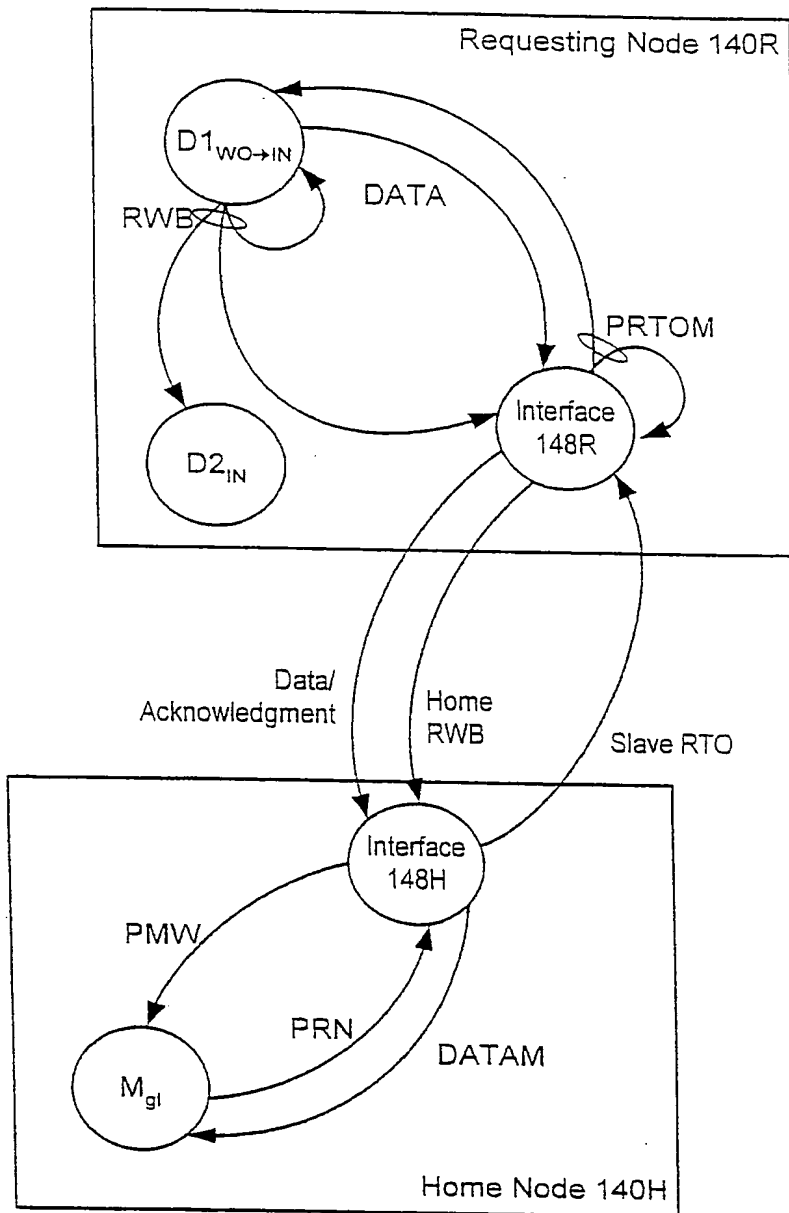 Requesting Node 140R
D1WO→IN
DATA
RWB
PRTOM
Interface
148R
D2IN
Data/
Acknowledgment
Home
RWB
Slave RTO
Interface
148H
PMW
PRN
DATAM
Mgl
Home Node 140H